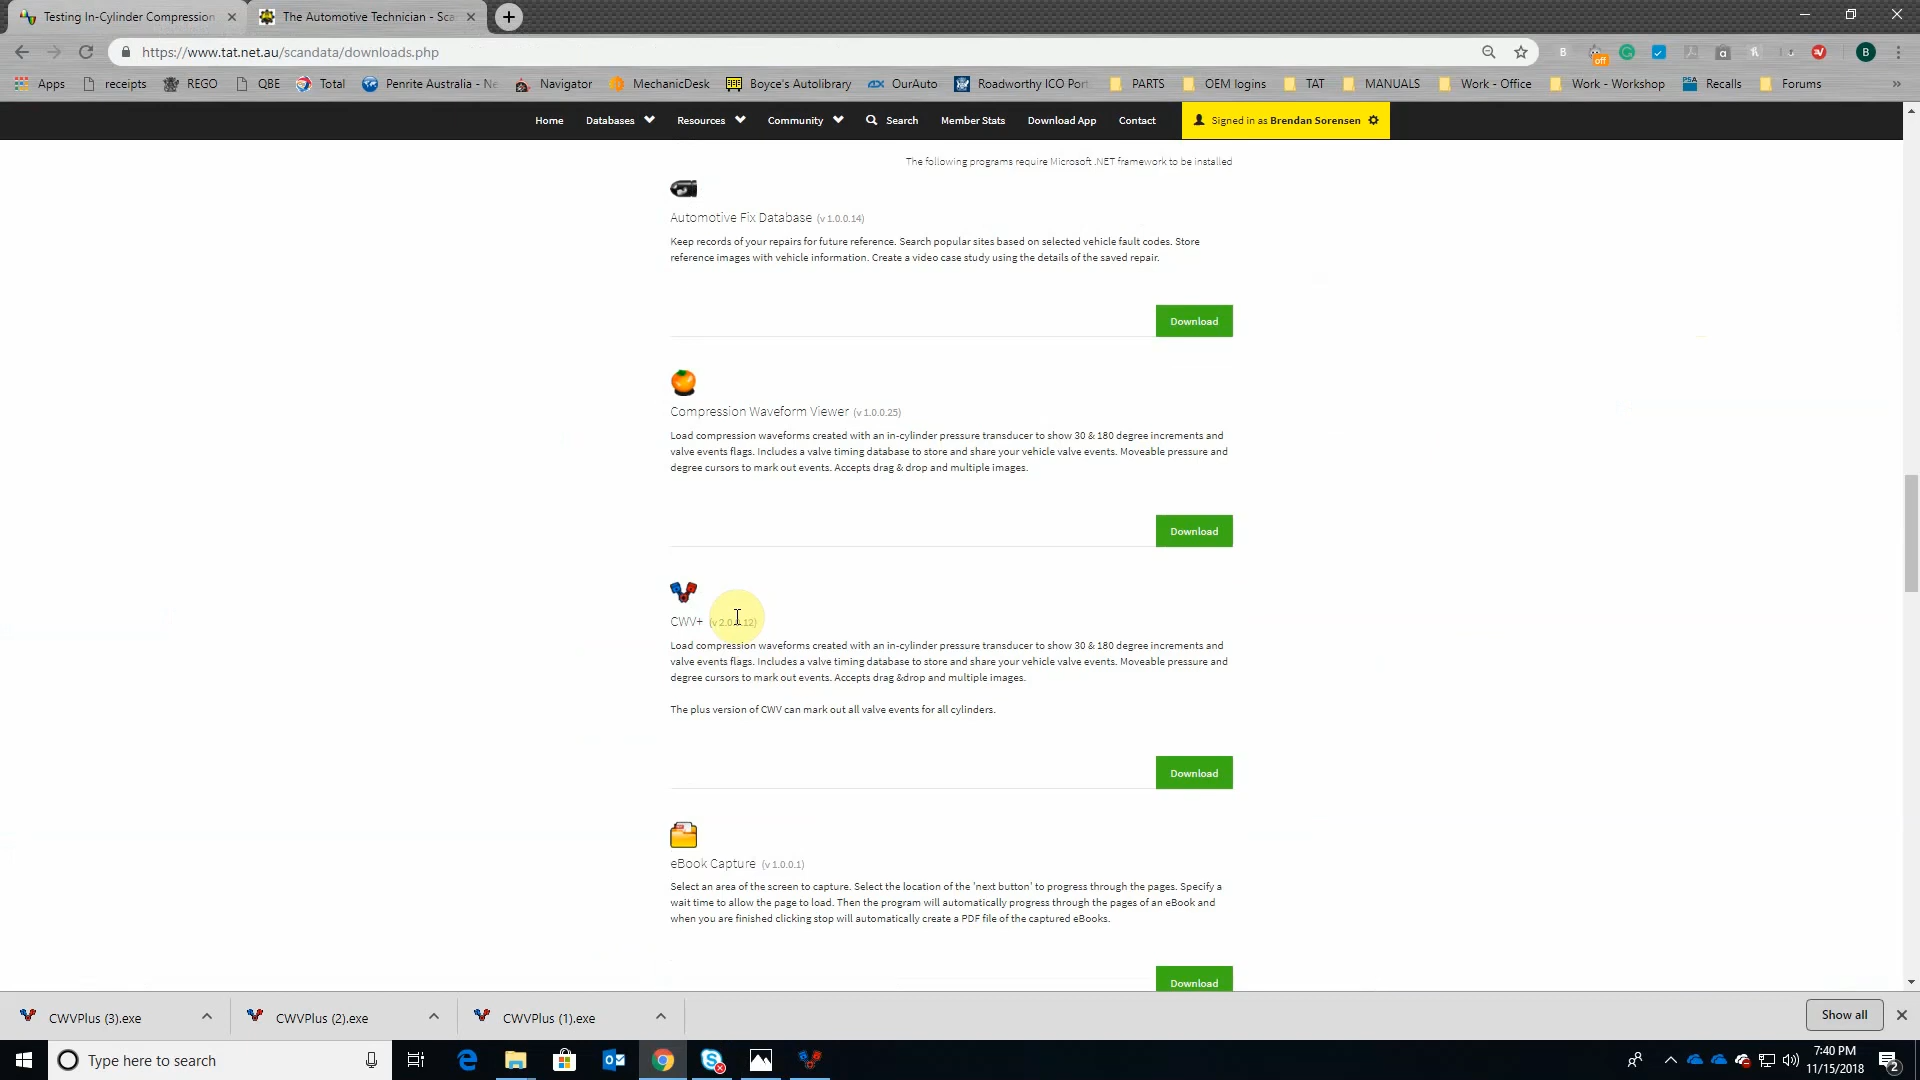 Testing In-Cylinder Compression
The Automotive Technician - Sca
https://www.tat.net.au/scandata/downloads.php
off
B
Apps
receipts
REGO
QBE
Total
Penrite Australia - Ne
Navigator
MechanicDesk
Boyce's Autolibrary
OurAuto
Roadworthy ICO Port
PARTS
OEM logins
TAT
MANUALS
Work - Office
Work - Workshop
Recalls
Forums
»
Home
Databases
Resources
Community
Search
Member Stats
Download App
Contact
Signed in as Brendan Sorensen
The following programs require Microsoft .NET framework to be installed
Automotive Fix Database (v 1.0.0.14)
Keep records of your repairs for future reference. Search popular sites based on selected vehicle fault codes. Store
reference images with vehicle information. Create a video case study using the details of the saved repair.
Download
Compression Waveform Viewer (v 1.0.0.25)
Load compression waveforms created with an in-cylinder pressure transducer to show 30 & 180 degree increments and
valve events flags. Includes a valve timing database to store and share your vehicle valve events. Moveable pressure and
degree cursors to mark out events. Accepts drag & drop and multiple images.
Download
CWV+ (v 2.0.0.12)
Load compression waveforms created with an in-cylinder pressure transducer to show 30 & 180 degree increments and
valve events flags. Includes a valve timing database to store and share your vehicle valve events. Moveable pressure and
degree cursors to mark out events. Accepts drag &drop and multiple images.
The plus version of CWV can mark out all valve events for all cylinders.
Download
eBook Capture (v 1.0.0.1)
Select an area of the screen to capture. Select the location of the 'next button' to progress through the pages. Specify a
wait time to allow the page to load. Then the program will automatically progress through the pages of an eBook and
when you are finished clicking stop will automatically create a PDF file of the captured eBooks.
Download
CWVPlus (3).exe
CWVPlus (2).exe
CWVPlus (1).exe
Show all
Type here to search
7:40 PM
11/15/2018
2